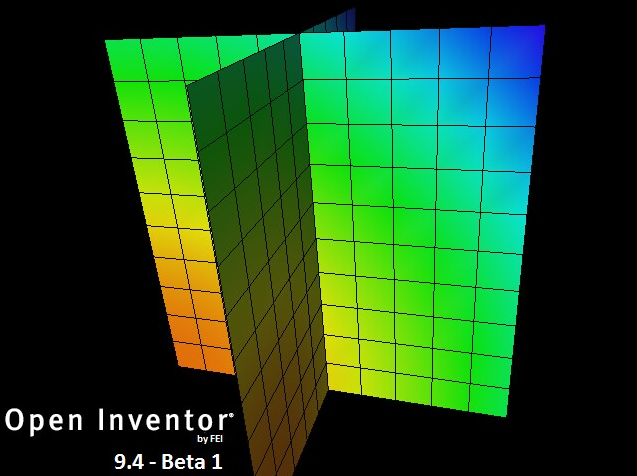 Open Inventor®
by FEI
9.4 - Beta 1